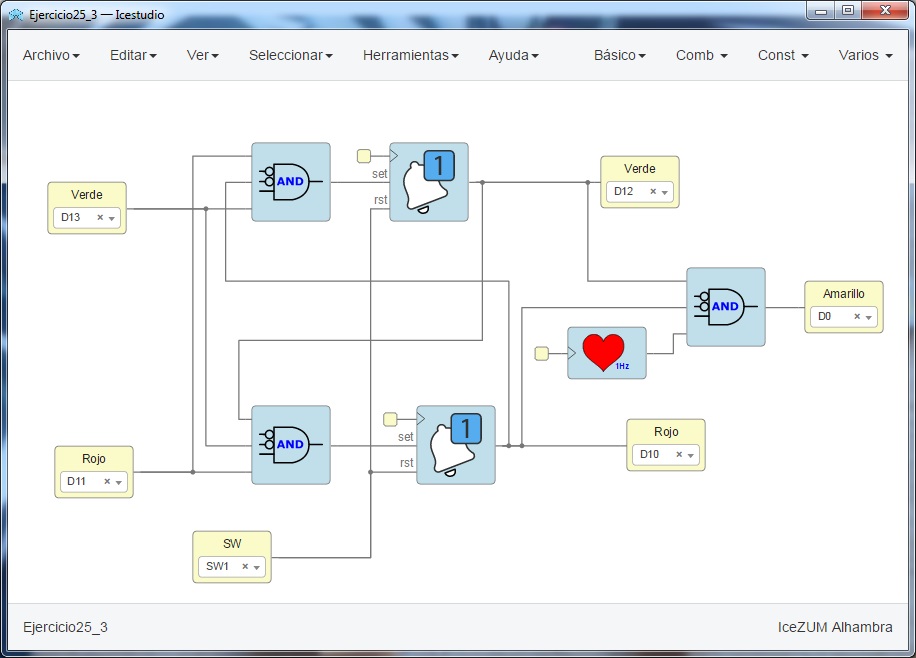 Ejercicio25_3 — Icestudio
Archivo Editar Ver Seleccionar Herramientas Ayuda Básico Comb Const Varios
Verde
D13
AND
set
rst
1
Verde
D12
AND
Amarillo
D0
1Hz
Rojo
D11
AND
set
rst
1
Rojo
D10
SW
SW1
Ejercicio25_3
IceZUM Alhambra